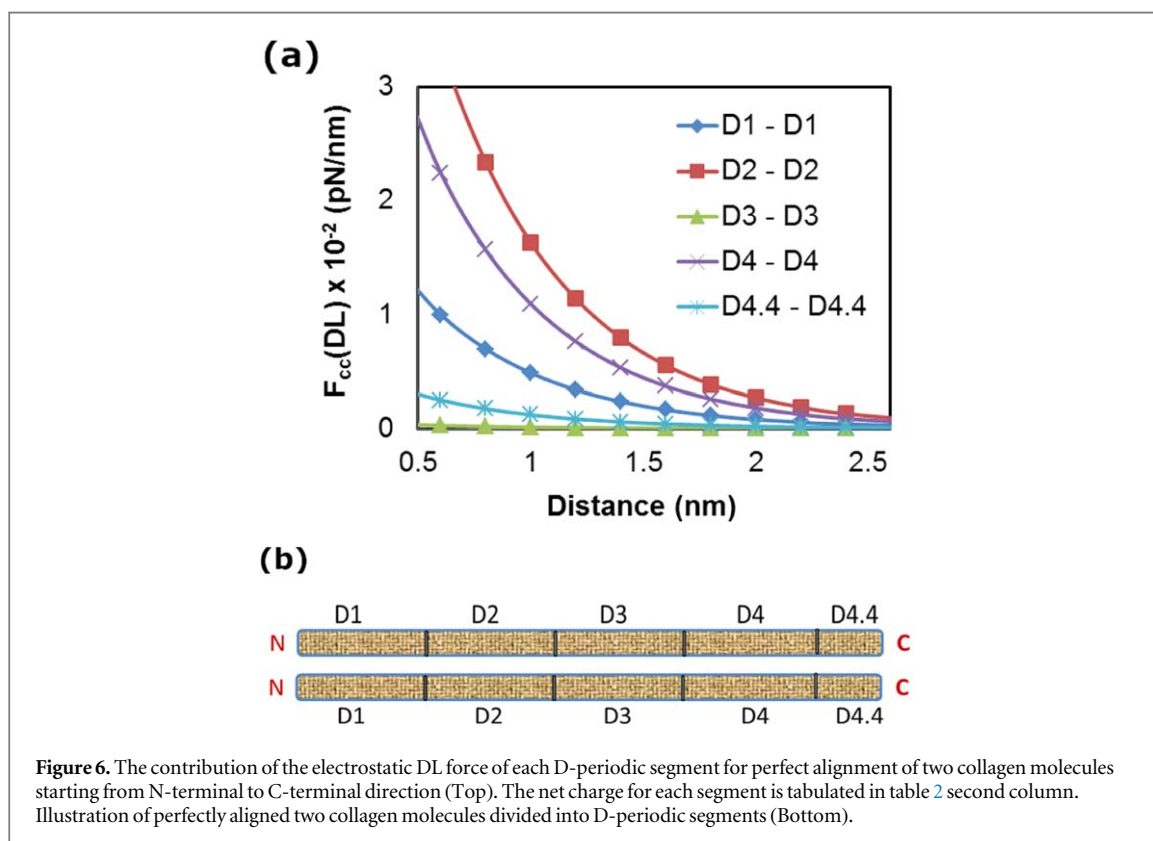 (a)
F_cc(DL) x 10^-2 (pN/nm)
3
2
1
0
D1 - D1
D2 - D2
D3 - D3
D4 - D4
D4.4 - D4.4
0.5 1 1.5 2 2.5
Distance (nm)
(b)
D1 D2 D3 D4 D4.4
N C
N C
D1 D2 D3 D4 D4.4
Figure 6. The contribution of the electrostatic DL force of each D-periodic segment for perfect alignment of two collagen molecules
starting from N-terminal to C-terminal direction (Top). The net charge for each segment is tabulated in table 2 second column.
Illustration of perfectly aligned two collagen molecules divided into D-periodic segments (Bottom).